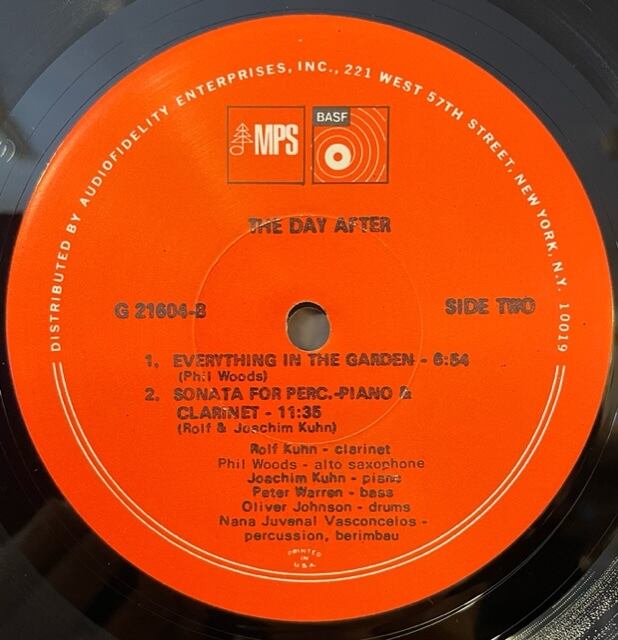 DISTRIBUTED BY AUDIOFIDELITY ENTERPRISES, INC., 221 WEST 57TH STREET, NEW YORK, N.Y. 10019
MPS
BASF
THE DAY AFTER
G 21604-B
SIDE TWO
1. EVERYTHING IN THE GARDEN - 6:54
(Phil Woods)
2. SONATA FOR PERC.-PIANO &
CLARINET - 11:35
(Rolf & Joachim Kuhn)
Rolf Kuhn - clarinet
Phil Woods - alto saxophone
Joachim Kuhn - piano
Peter Warren - bass
Oliver Johnson - drums
Nana Juvenal Vasconcelos -
percussion, berimbau
PRINTED
IN
U.S.A.